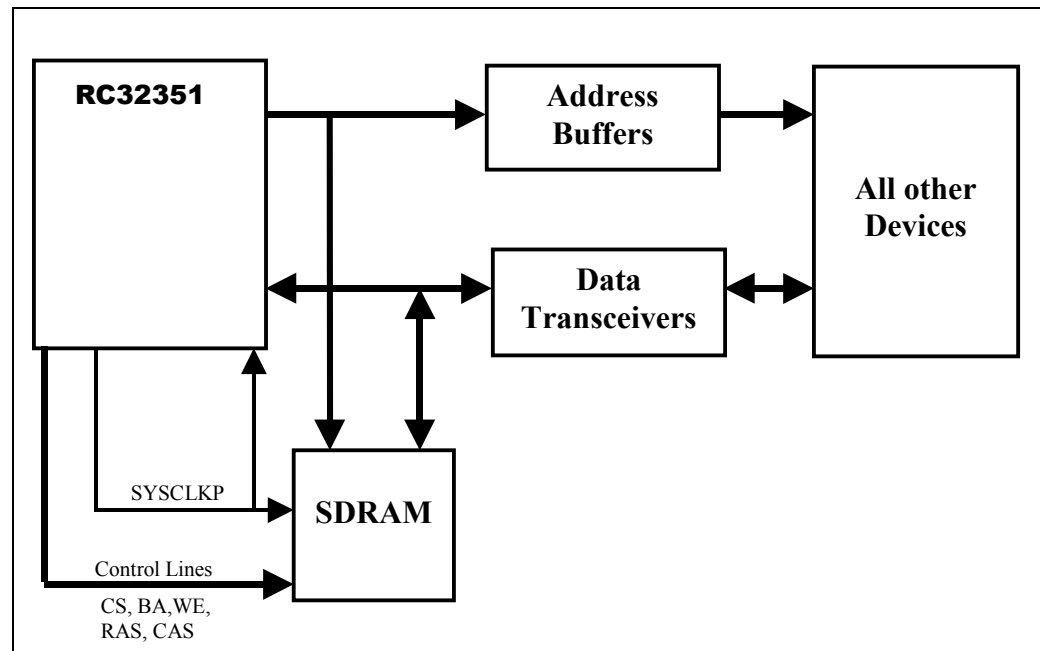 RC32351
Address
Buffers
All other
Devices
Data
Transceivers
SYSCLKP
SDRAM
Control Lines
CS, BA,WE,
RAS, CAS